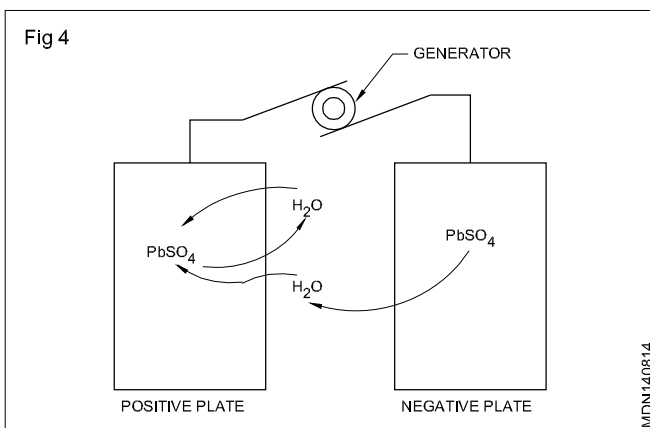 Fig 4
GENERATOR
H₂O
PbSO₄
PbSO₄
H₂O
POSITIVE PLATE
NEGATIVE PLATE
MDN140814